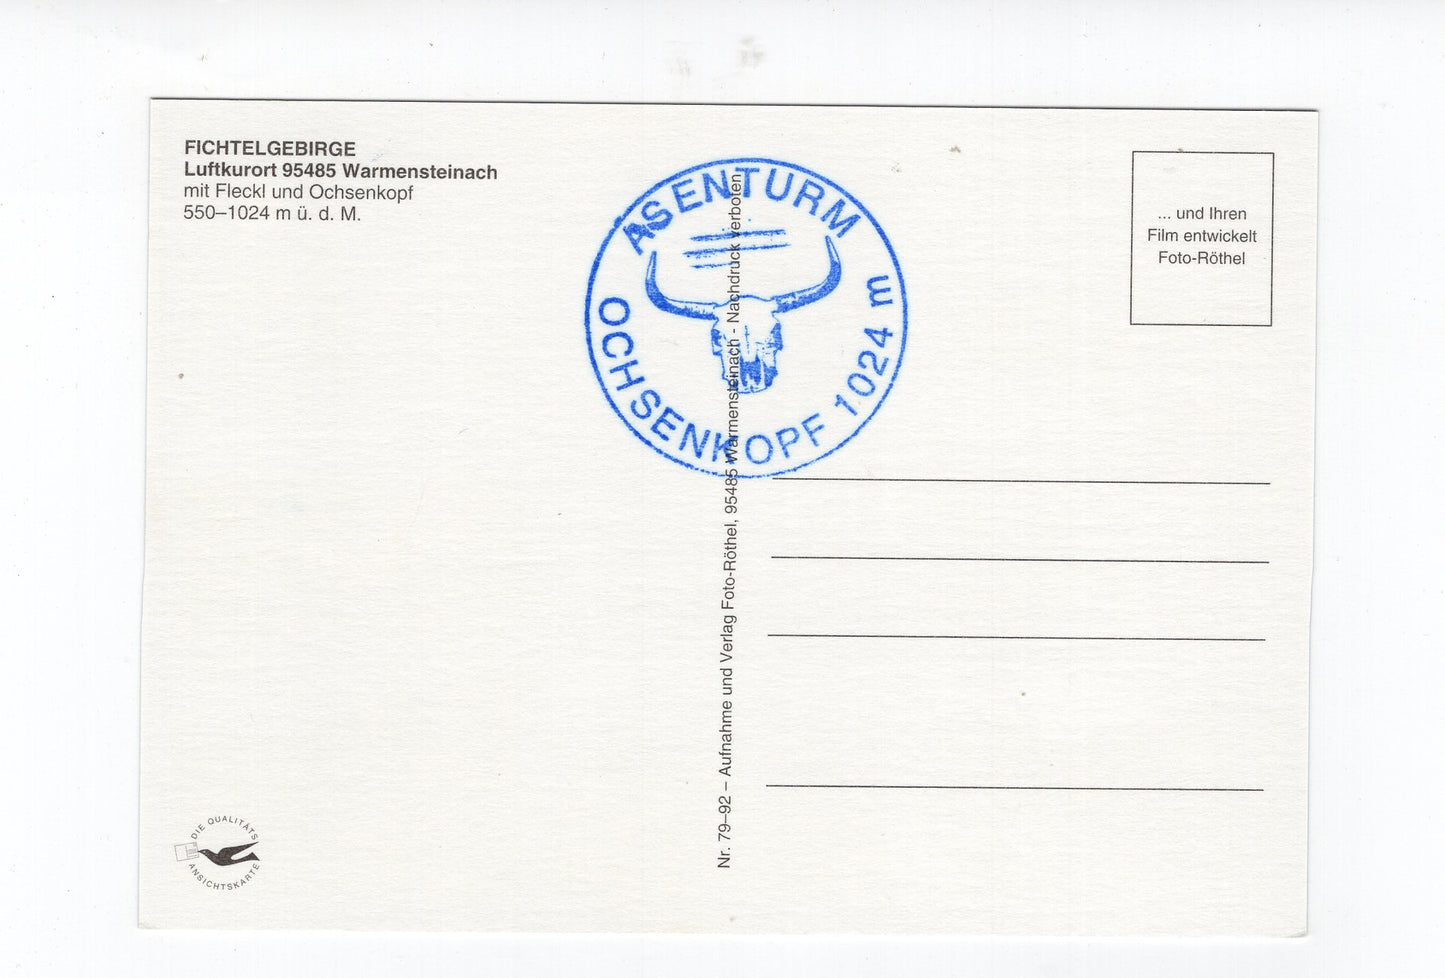 FICHTELGEBIRGE
Luftkurort 95485 Warmensteinach
mit Fleckl und Ochsenkopf
550–1024 m ü. d. M.
ASENTURM
OCHSENKOPF 1024 m
... und Ihren
Film entwickelt
Foto-Röthel
Nr. 79–92 – Aufnahme und Verlag Foto-Röthel, 95485 Warmensteinach - Nachdruck verboten
DIE QUALITÄTS
ANSICHTSKARTE